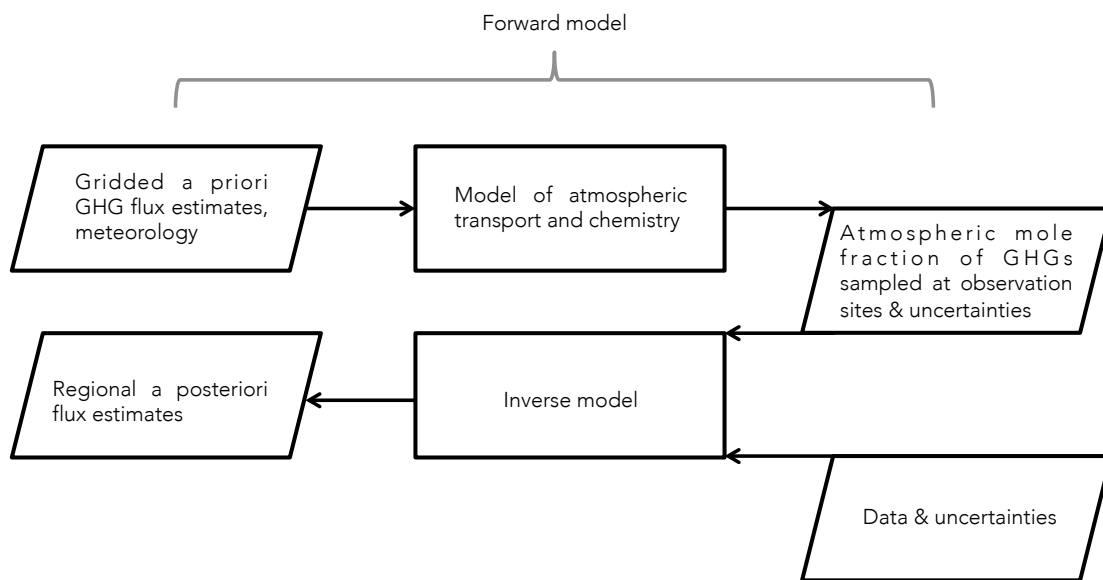 Forward model
Gridded a priori
GHG flux estimates,
meteorology
Model of atmospheric
transport and chemistry
Atmospheric mole
fraction of GHGs
sampled at observation
sites & uncertainties
Regional a posteriori
flux estimates
Inverse model
Data & uncertainties